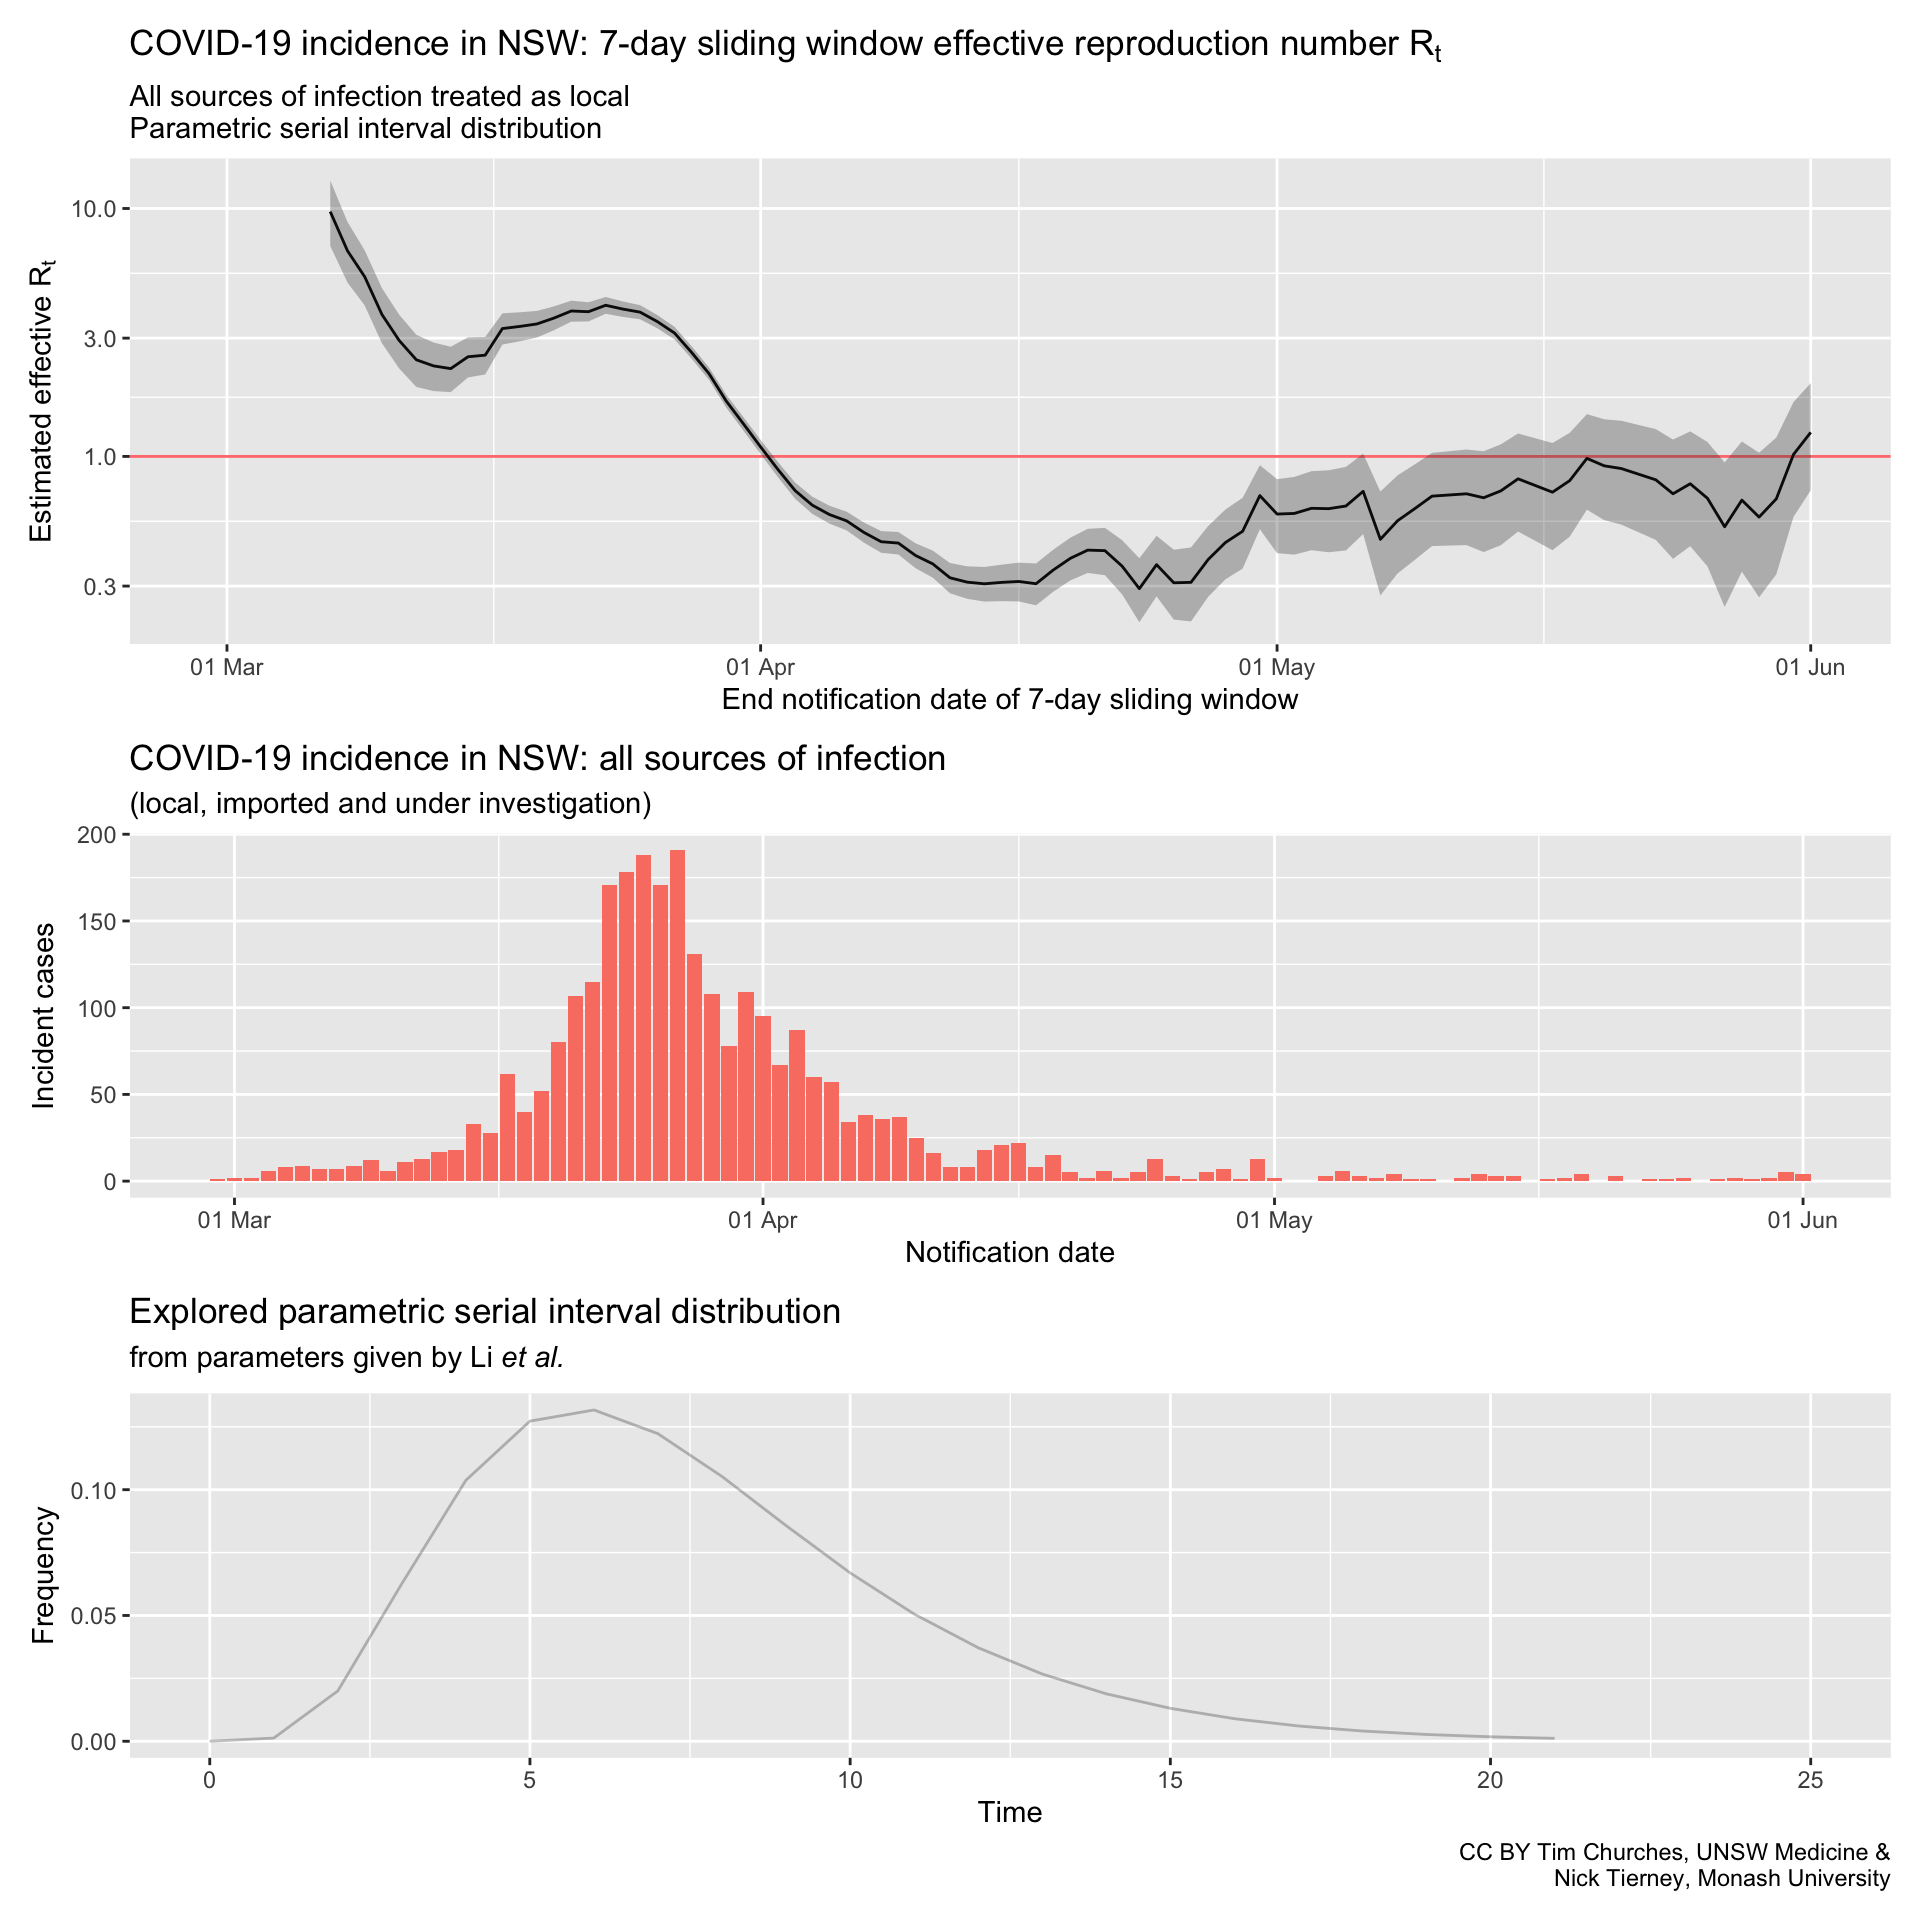 COVID-19 incidence in NSW: 7-day sliding window effective reproduction number Rt
All sources of infection treated as local
Parametric serial interval distribution
Estimated effective Rt
10.0
3.0
1.0
0.3
01 Mar
01 Apr
01 May
01 Jun
End notification date of 7-day sliding window
COVID-19 incidence in NSW: all sources of infection
(local, imported and under investigation)
Incident cases
200
150
100
50
0
01 Mar
01 Apr
01 May
01 Jun
Notification date
Explored parametric serial interval distribution
from parameters given by Li et al.
Frequency
0.10
0.05
0.00
0
5
10
15
20
25
Time
CC BY Tim Churches, UNSW Medicine &
Nick Tierney, Monash University